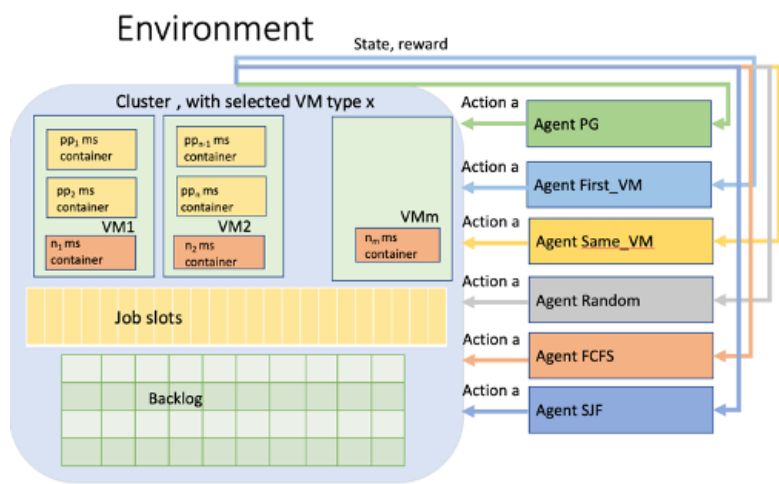 Environment
State, reward
Cluster , with selected VM type x
pp₁ ms
container
pp₂ ms
container
VM1
n₁ ms
container
ppₙ₋₁ ms
container
ppₙ ms
container
VM2
n₂ ms
container
VMm
nₘ ms
container
Job slots
Backlog
Action a
Agent PG
Action a
Agent First_VM
Action a
Agent Same_VM
Action a
Agent Random
Action a
Agent FCFS
Action a
Agent SJF